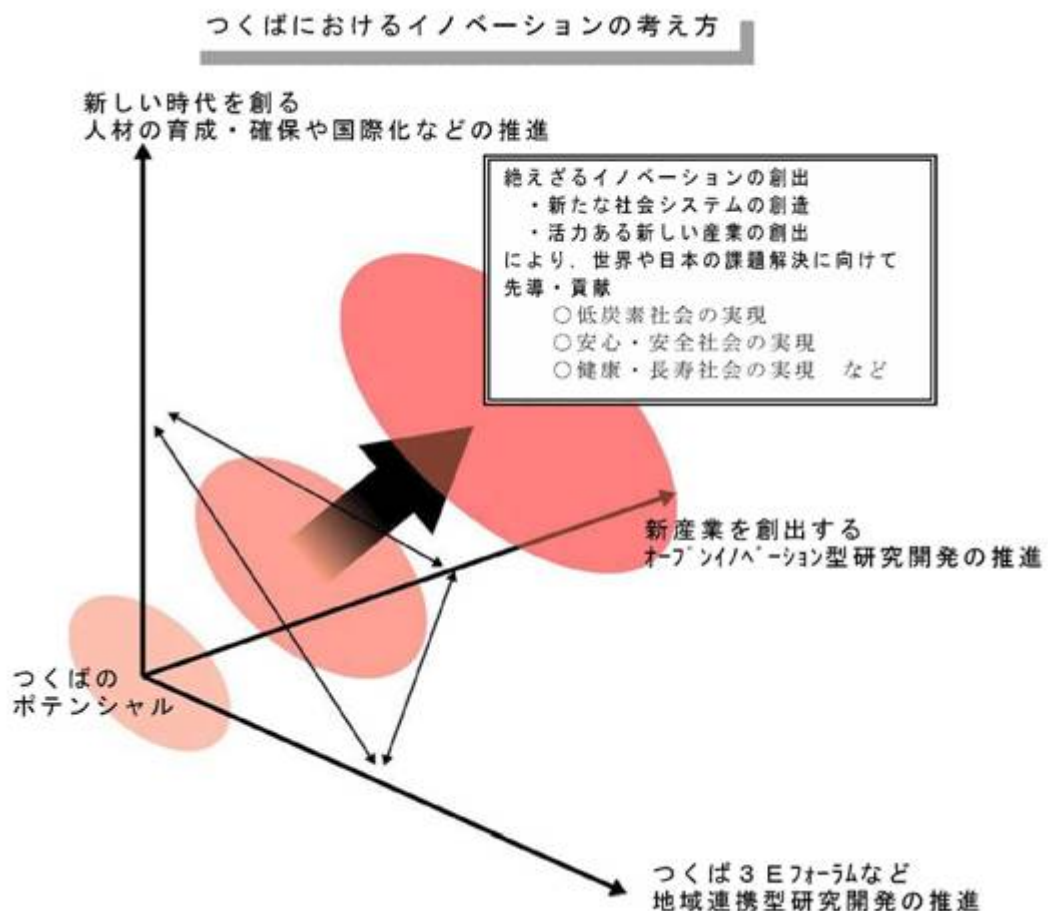 つくばにおけるイノベーションの考え方
新しい時代を創る
人材の育成・確保や国際化などの推進
絶えざるイノベーションの創出
・新たな社会システムの創造
・活力ある新しい産業の創出
により，世界や日本の課題解決に向けて
先導・貢献
○低炭素社会の実現
○安心・安全社会の実現
○健康・長寿社会の実現　など
新産業を創出する
ｵｰﾌﾟﾝｲﾉﾍﾞｰｼｮﾝ型研究開発の推進
つくばの
ポテンシャル
つくば３Ｅﾌｫｰﾗﾑなど
地域連携型研究開発の推進